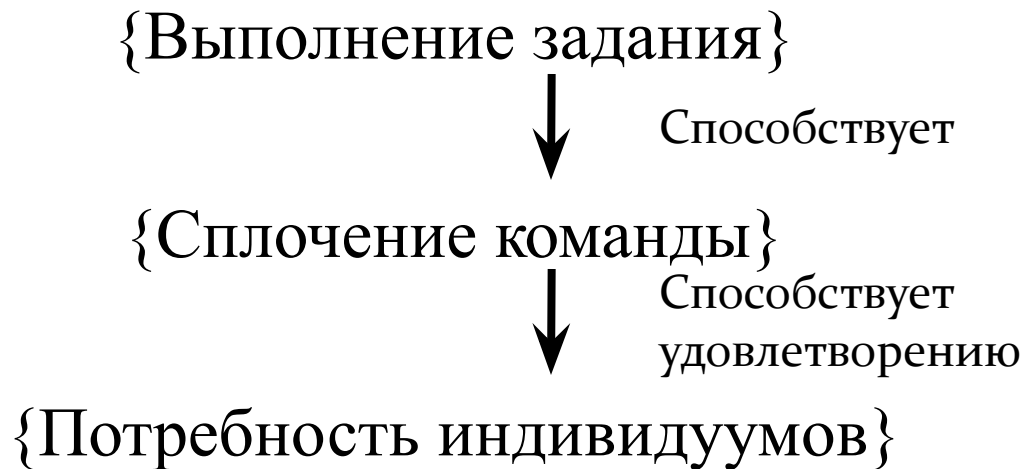 {Выполнение задания}
Способствует
{Сплочение команды}
Способствует
удовлетворению
{Потребность индивидуумов}